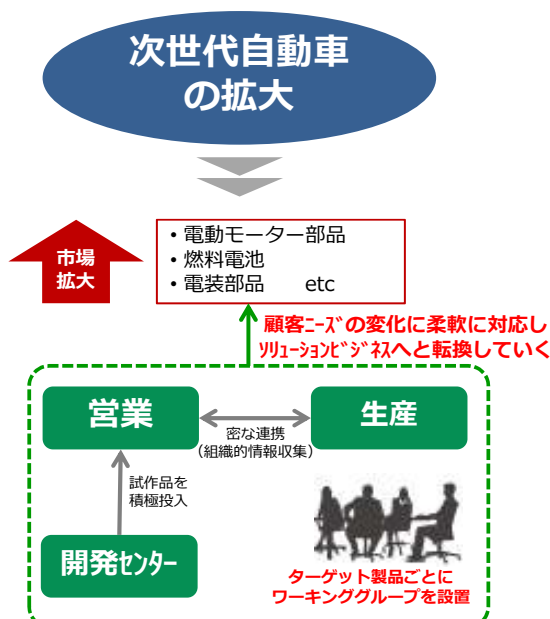 次世代自動車
の拡大
市場
拡大
・電動モーター部品
・燃料電池
・電装部品　　etc
顧客ﾆｰｽﾞの変化に柔軟に対応し
ｿﾘｭｰｼｮﾝﾋﾞｼﾞﾈｽへと転換していく
営業
生産
密な連携
（組織的情報収集）
試作品を
積極投入
開発ｾﾝﾀｰ
ターゲット製品ごとに
ワーキンググループを設置